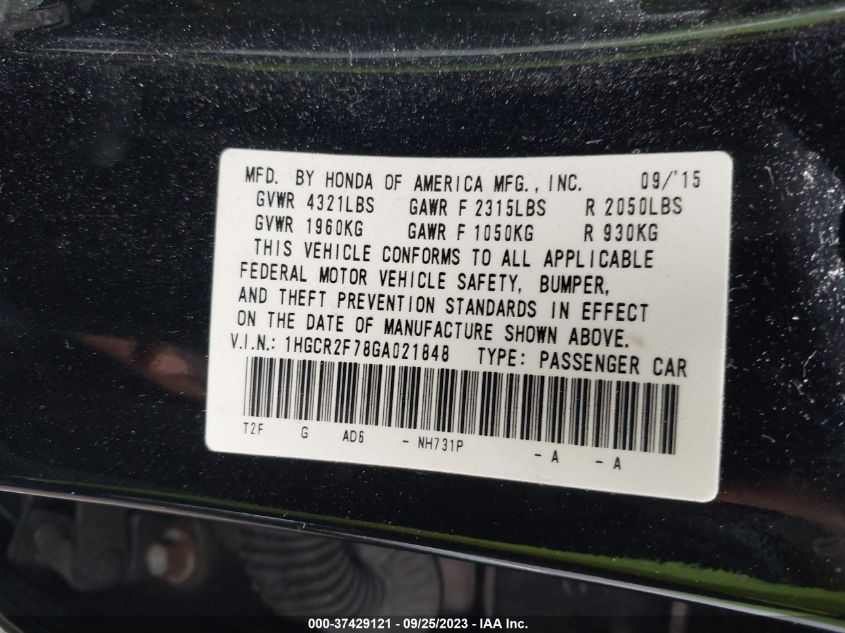 MFD. BY HONDA OF AMERICA MFG., INC. 09/'15
GVWR 4321LBS GAWR F 2315LBS R 2050LBS
GVWR 1960KG GAWR F 1050KG R 930KG
THIS VEHICLE CONFORMS TO ALL APPLICABLE
FEDERAL MOTOR VEHICLE SAFETY, BUMPER,
AND THEFT PREVENTION STANDARDS IN EFFECT
ON THE DATE OF MANUFACTURE SHOWN ABOVE.
V.I.N.: 1HGCR2F78GA021848 TYPE: PASSENGER CAR
T2F G AD6 - NH731P - A - A
000-37429121 - 09/25/2023 - IAA Inc.